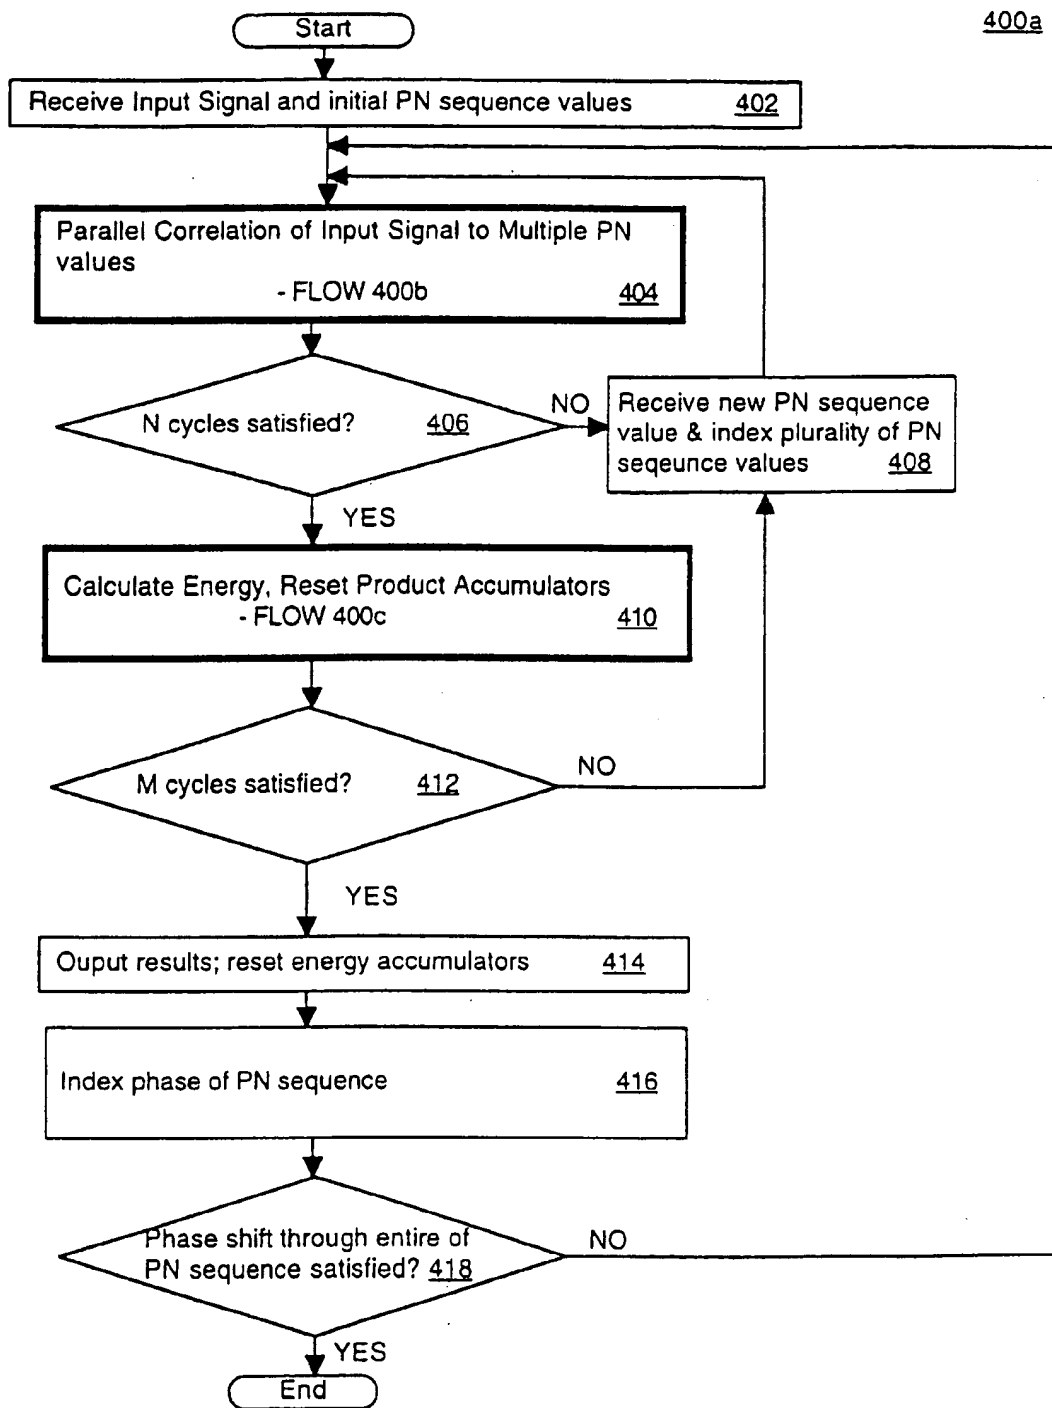 400a
Start
Receive Input Signal and initial PN sequence values 402
Parallel Correlation of Input Signal to Multiple PN
values
- FLOW 400b 404
N cycles satisfied? 406
NO
Receive new PN sequence
value & index plurality of PN
seqeunce values 408
YES
Calculate Energy, Reset Product Accumulators
- FLOW 400c 410
M cycles satisfied? 412
NO
YES
Ouput results; reset energy accumulators 414
Index phase of PN sequence 416
Phase shift through entire of
PN sequence satisfied? 418
NO
YES
End